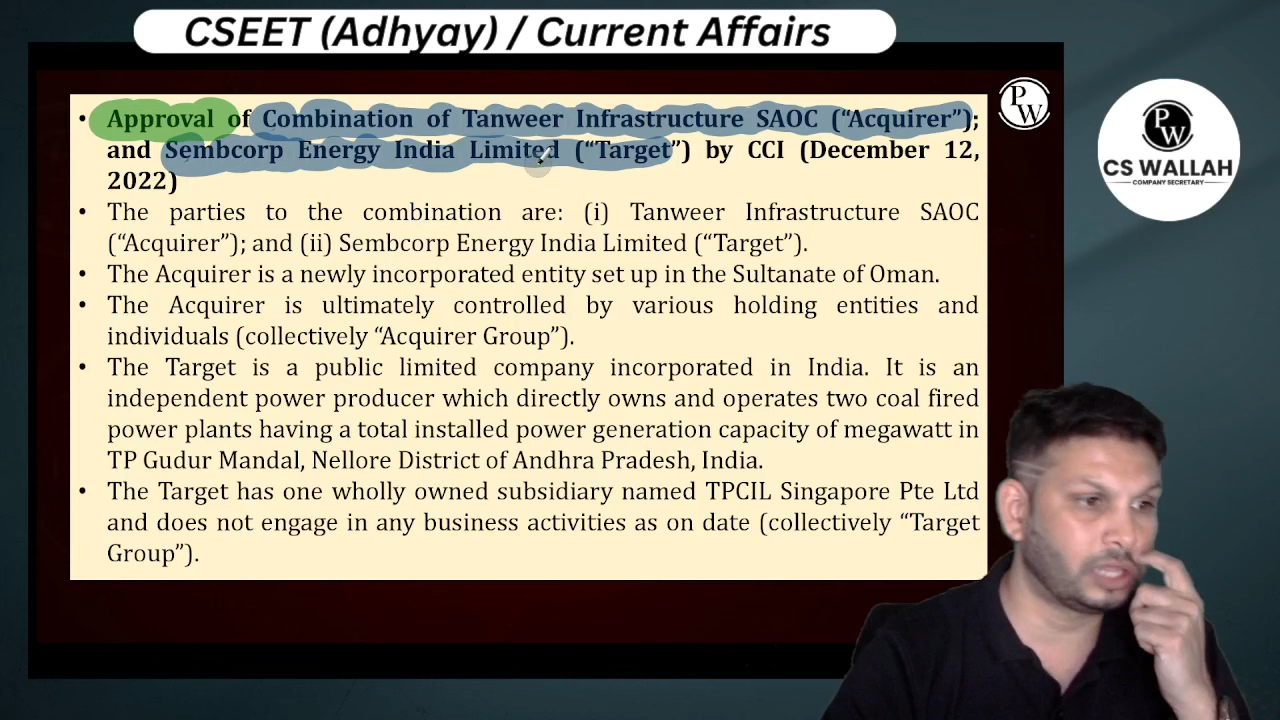 CSEET (Adhyay) / Current Affairs
• Approval of Combination of Tanweer Infrastructure SAOC (“Acquirer”);
and Sembcorp Energy India Limited (“Target”) by CCI (December 12,
2022)
• The parties to the combination are: (i) Tanweer Infrastructure SAOC
(“Acquirer”); and (ii) Sembcorp Energy India Limited (“Target”).
• The Acquirer is a newly incorporated entity set up in the Sultanate of Oman.
• The Acquirer is ultimately controlled by various holding entities and
individuals (collectively “Acquirer Group”).
• The Target is a public limited company incorporated in India. It is an
independent power producer which directly owns and operates two coal fired
power plants having a total installed power generation capacity of megawatt in
TP Gudur Mandal, Nellore District of Andhra Pradesh, India.
• The Target has one wholly owned subsidiary named TPCIL Singapore Pte Ltd
and does not engage in any business activities as on date (collectively “Target
Group”).
PW
PW
CS WALLAH
COMPANY SECRETARY